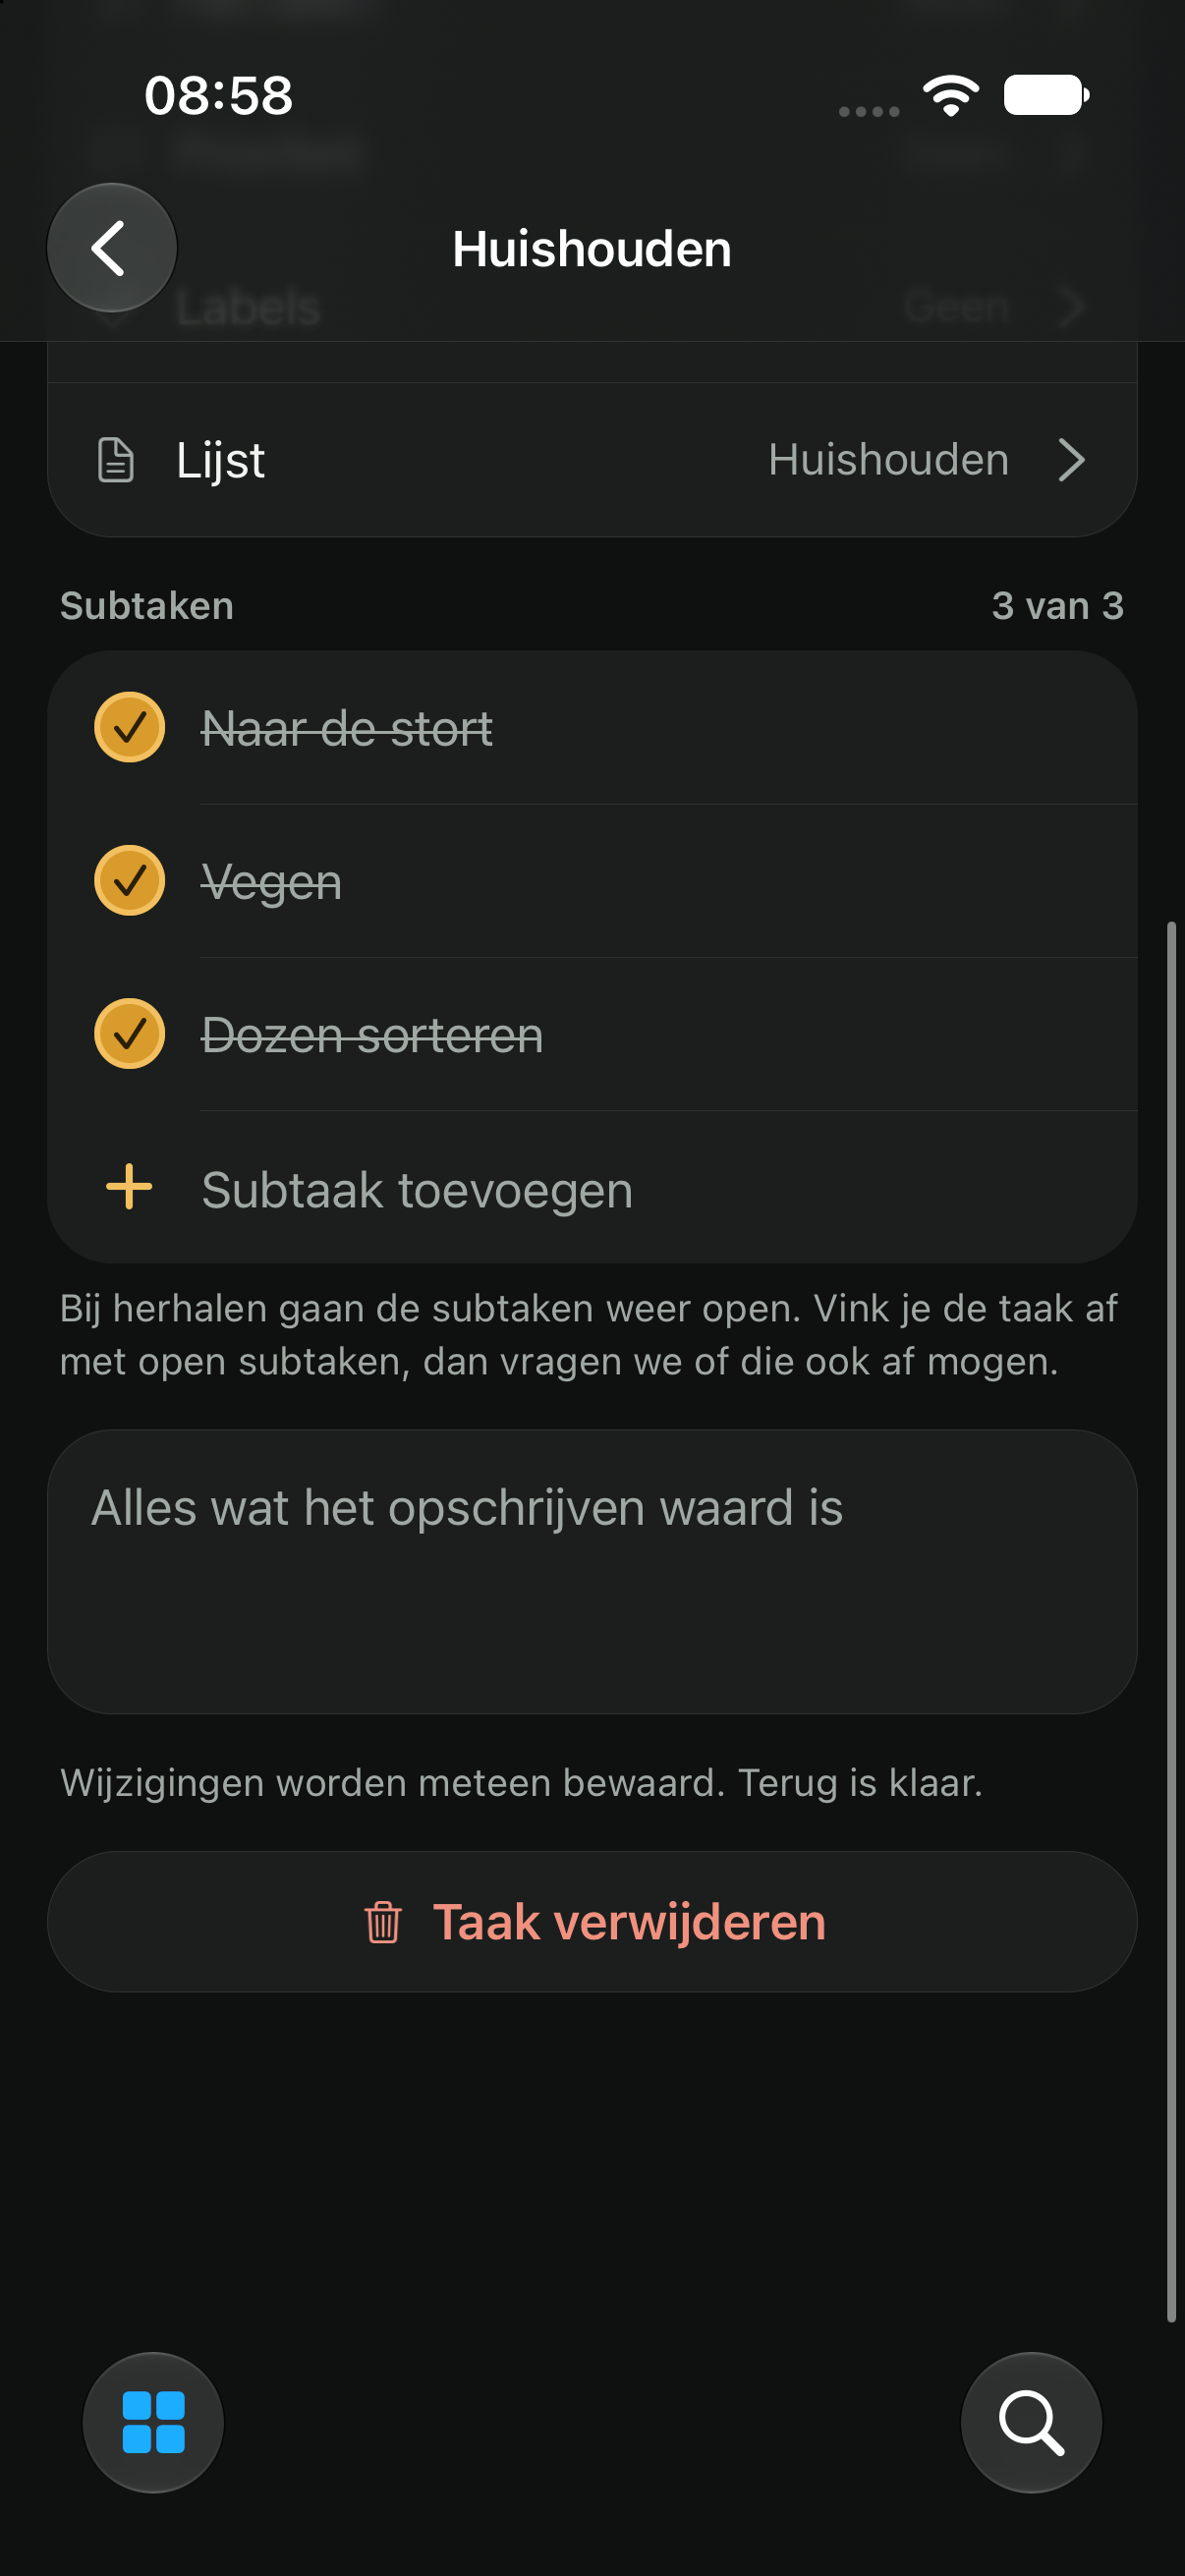 08:58
Huishouden
Labels Geen
Lijst Huishouden
Subtaken 3 van 3
Naar de stort
Vegen
Dozen sorteren
Subtaak toevoegen
Bij herhalen gaan de subtaken weer open. Vink je de taak af
met open subtaken, dan vragen we of die ook af mogen.
Alles wat het opschrijven waard is
Wijzigingen worden meteen bewaard. Terug is klaar.
Taak verwijderen